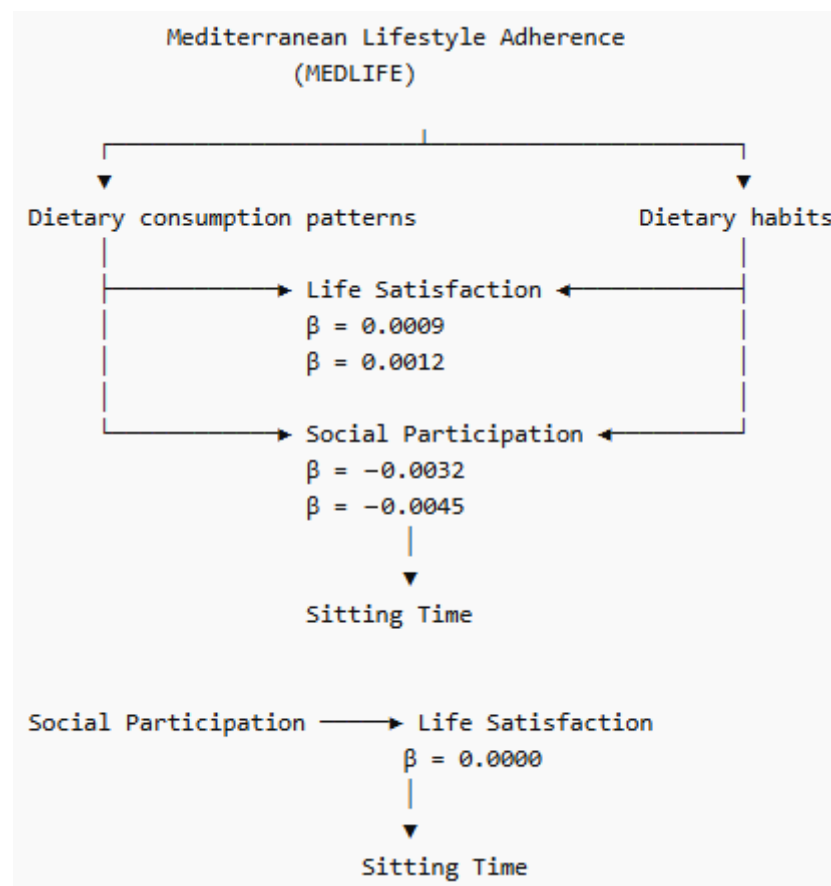 Mediterranean Lifestyle Adherence
(MEDLIFE)
Dietary consumption patterns Dietary habits
Life Satisfaction
β = 0.0009
β = 0.0012
Social Participation
β = −0.0032
β = −0.0045
Sitting Time
Social Participation Life Satisfaction
β = 0.0000
Sitting Time